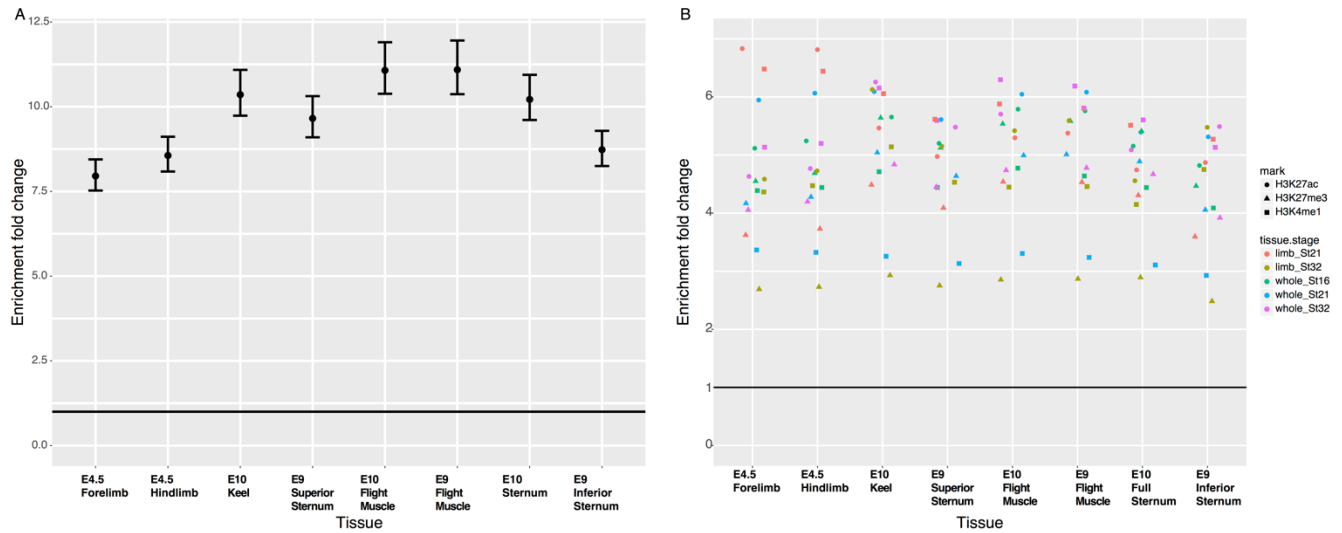 A
Enrichment fold change
12.5
10.0
7.5
5.0
2.5
0.0
E4.5 E4.5 E10 E9 E10 E9 E10 E9
Forelimb Hindlimb Keel Superior Flight Flight Sternum Inferior
Sternum Muscle Muscle Sternum
Tissue
B
Enrichment fold change
6
4
2
1
0
E4.5 E4.5 E10 E9 E10 E9 E10 E9
Forelimb Hindlimb Keel Superior Flight Flight Full Inferior
Sternum Muscle Muscle Sternum Sternum
Tissue
mark
H3K27ac
H3K27me3
H3K4me1
tissue.stage
limb_St21
limb_St32
whole_St16
whole_St21
whole_St32